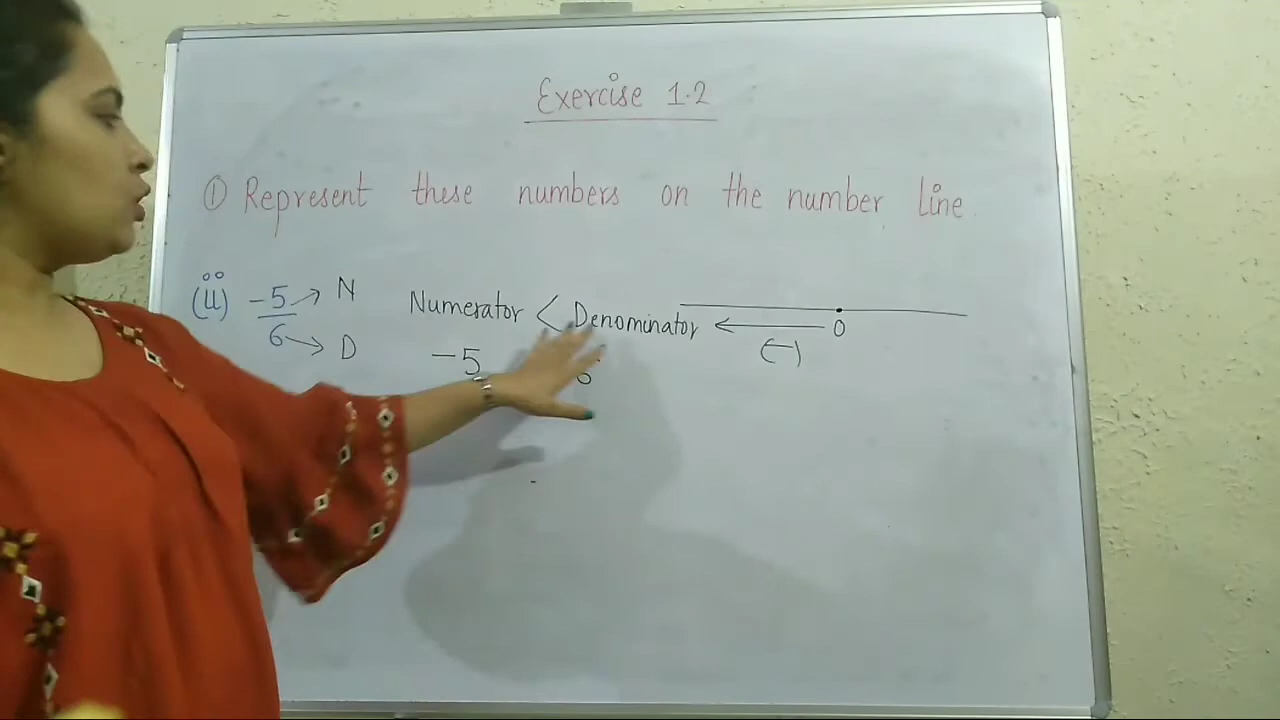 Exercise 1.2
① Represent these numbers on the number line
(ii) -5 → N Numerator < Denominator ← 0
6 → D -5 (-)